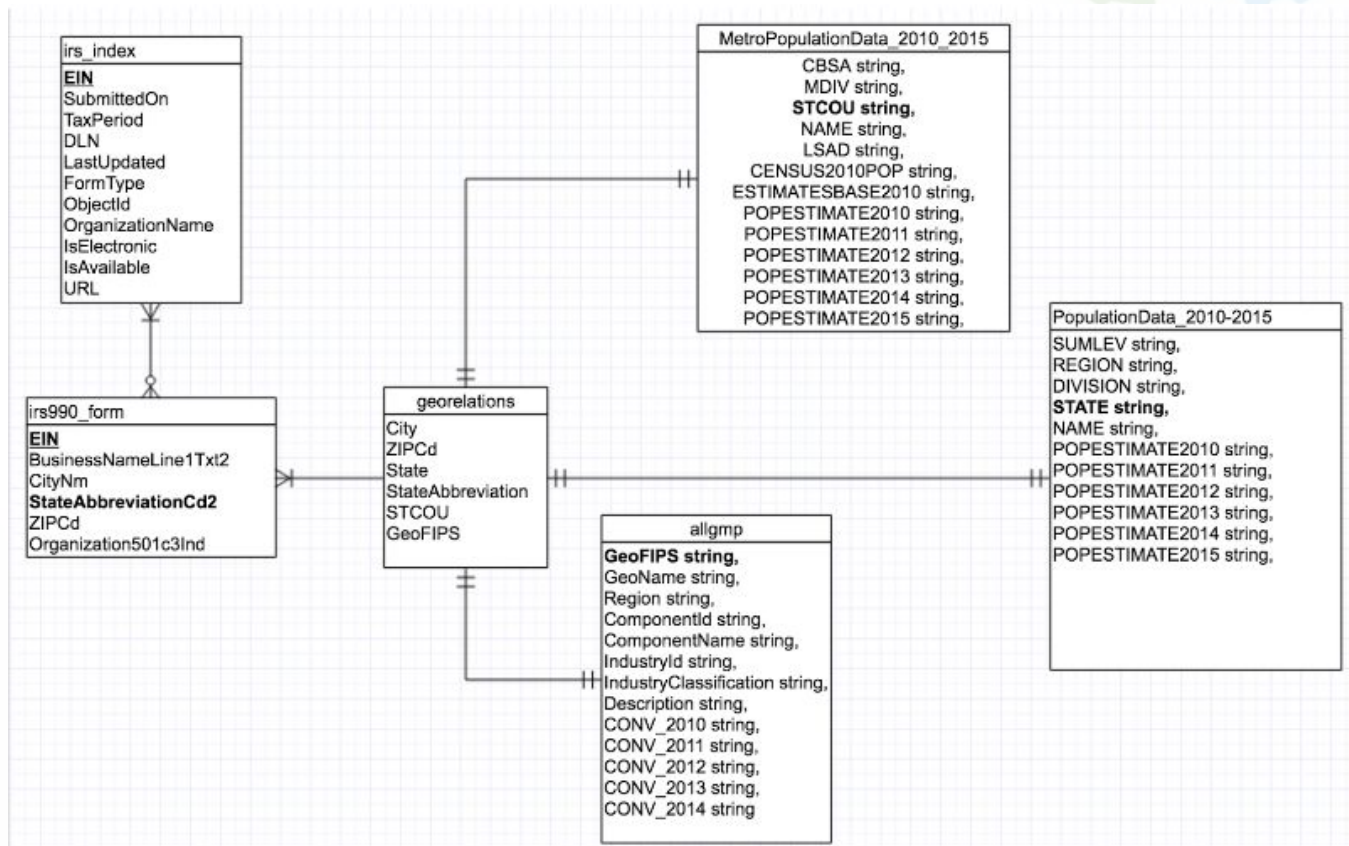 irs_index
EIN
SubmittedOn
TaxPeriod
DLN
LastUpdated
FormType
ObjectId
OrganizationName
IsElectronic
IsAvailable
URL
irs990_form
EIN
BusinessNameLine1Txt2
CityNm
StateAbbreviationCd2
ZIPCd
Organization501c3Ind
georelations
City
ZIPCd
State
StateAbbreviation
STCOU
GeoFIPS
MetroPopulationData_2010_2015
CBSA string,
MDIV string,
STCOU string,
NAME string,
LSAD string,
CENSUS2010POP string,
ESTIMATESBASE2010 string,
POPESTIMATE2010 string,
POPESTIMATE2011 string,
POPESTIMATE2012 string,
POPESTIMATE2013 string,
POPESTIMATE2014 string,
POPESTIMATE2015 string,
allgmp
GeoFIPS string,
GeoName string,
Region string,
ComponentId string,
ComponentName string,
IndustryId string,
IndustryClassification string,
Description string,
CONV_2010 string,
CONV_2011 string,
CONV_2012 string,
CONV_2013 string,
CONV_2014 string
PopulationData_2010-2015
SUMLEV string,
REGION string,
DIVISION string,
STATE string,
NAME string,
POPESTIMATE2010 string,
POPESTIMATE2011 string,
POPESTIMATE2012 string,
POPESTIMATE2013 string,
POPESTIMATE2014 string,
POPESTIMATE2015 string,